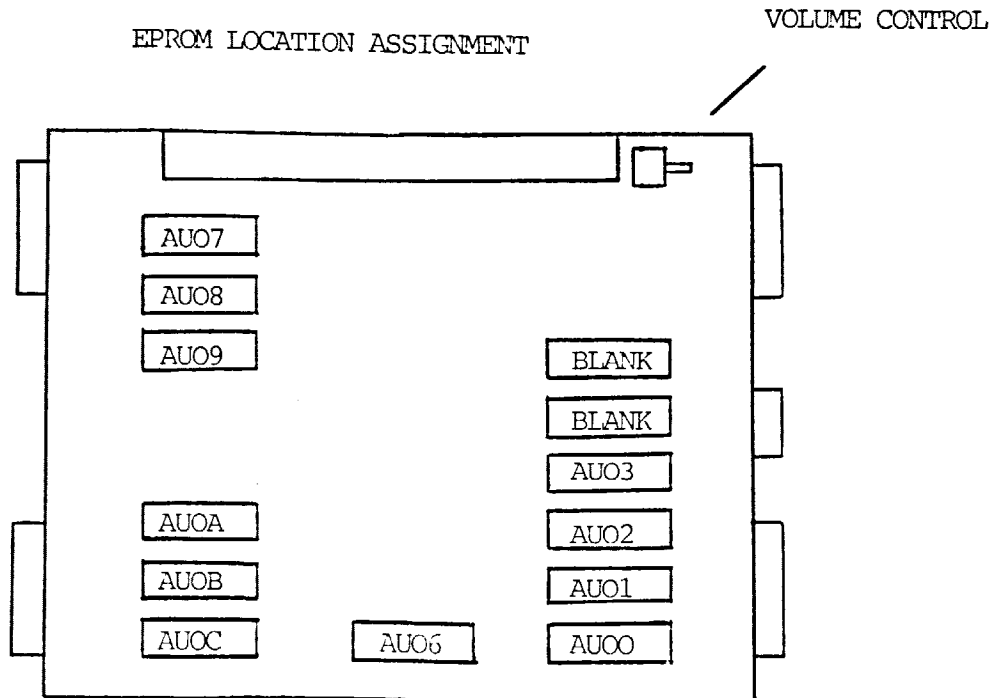 VOLUME CONTROL
EPROM LOCATION ASSIGNMENT
AUO7
AUO8
AUO9
BLANK
BLANK
AUO3
AUOA
AUO2
AUOB
AUO1
AUOC
AUO6
AUOO